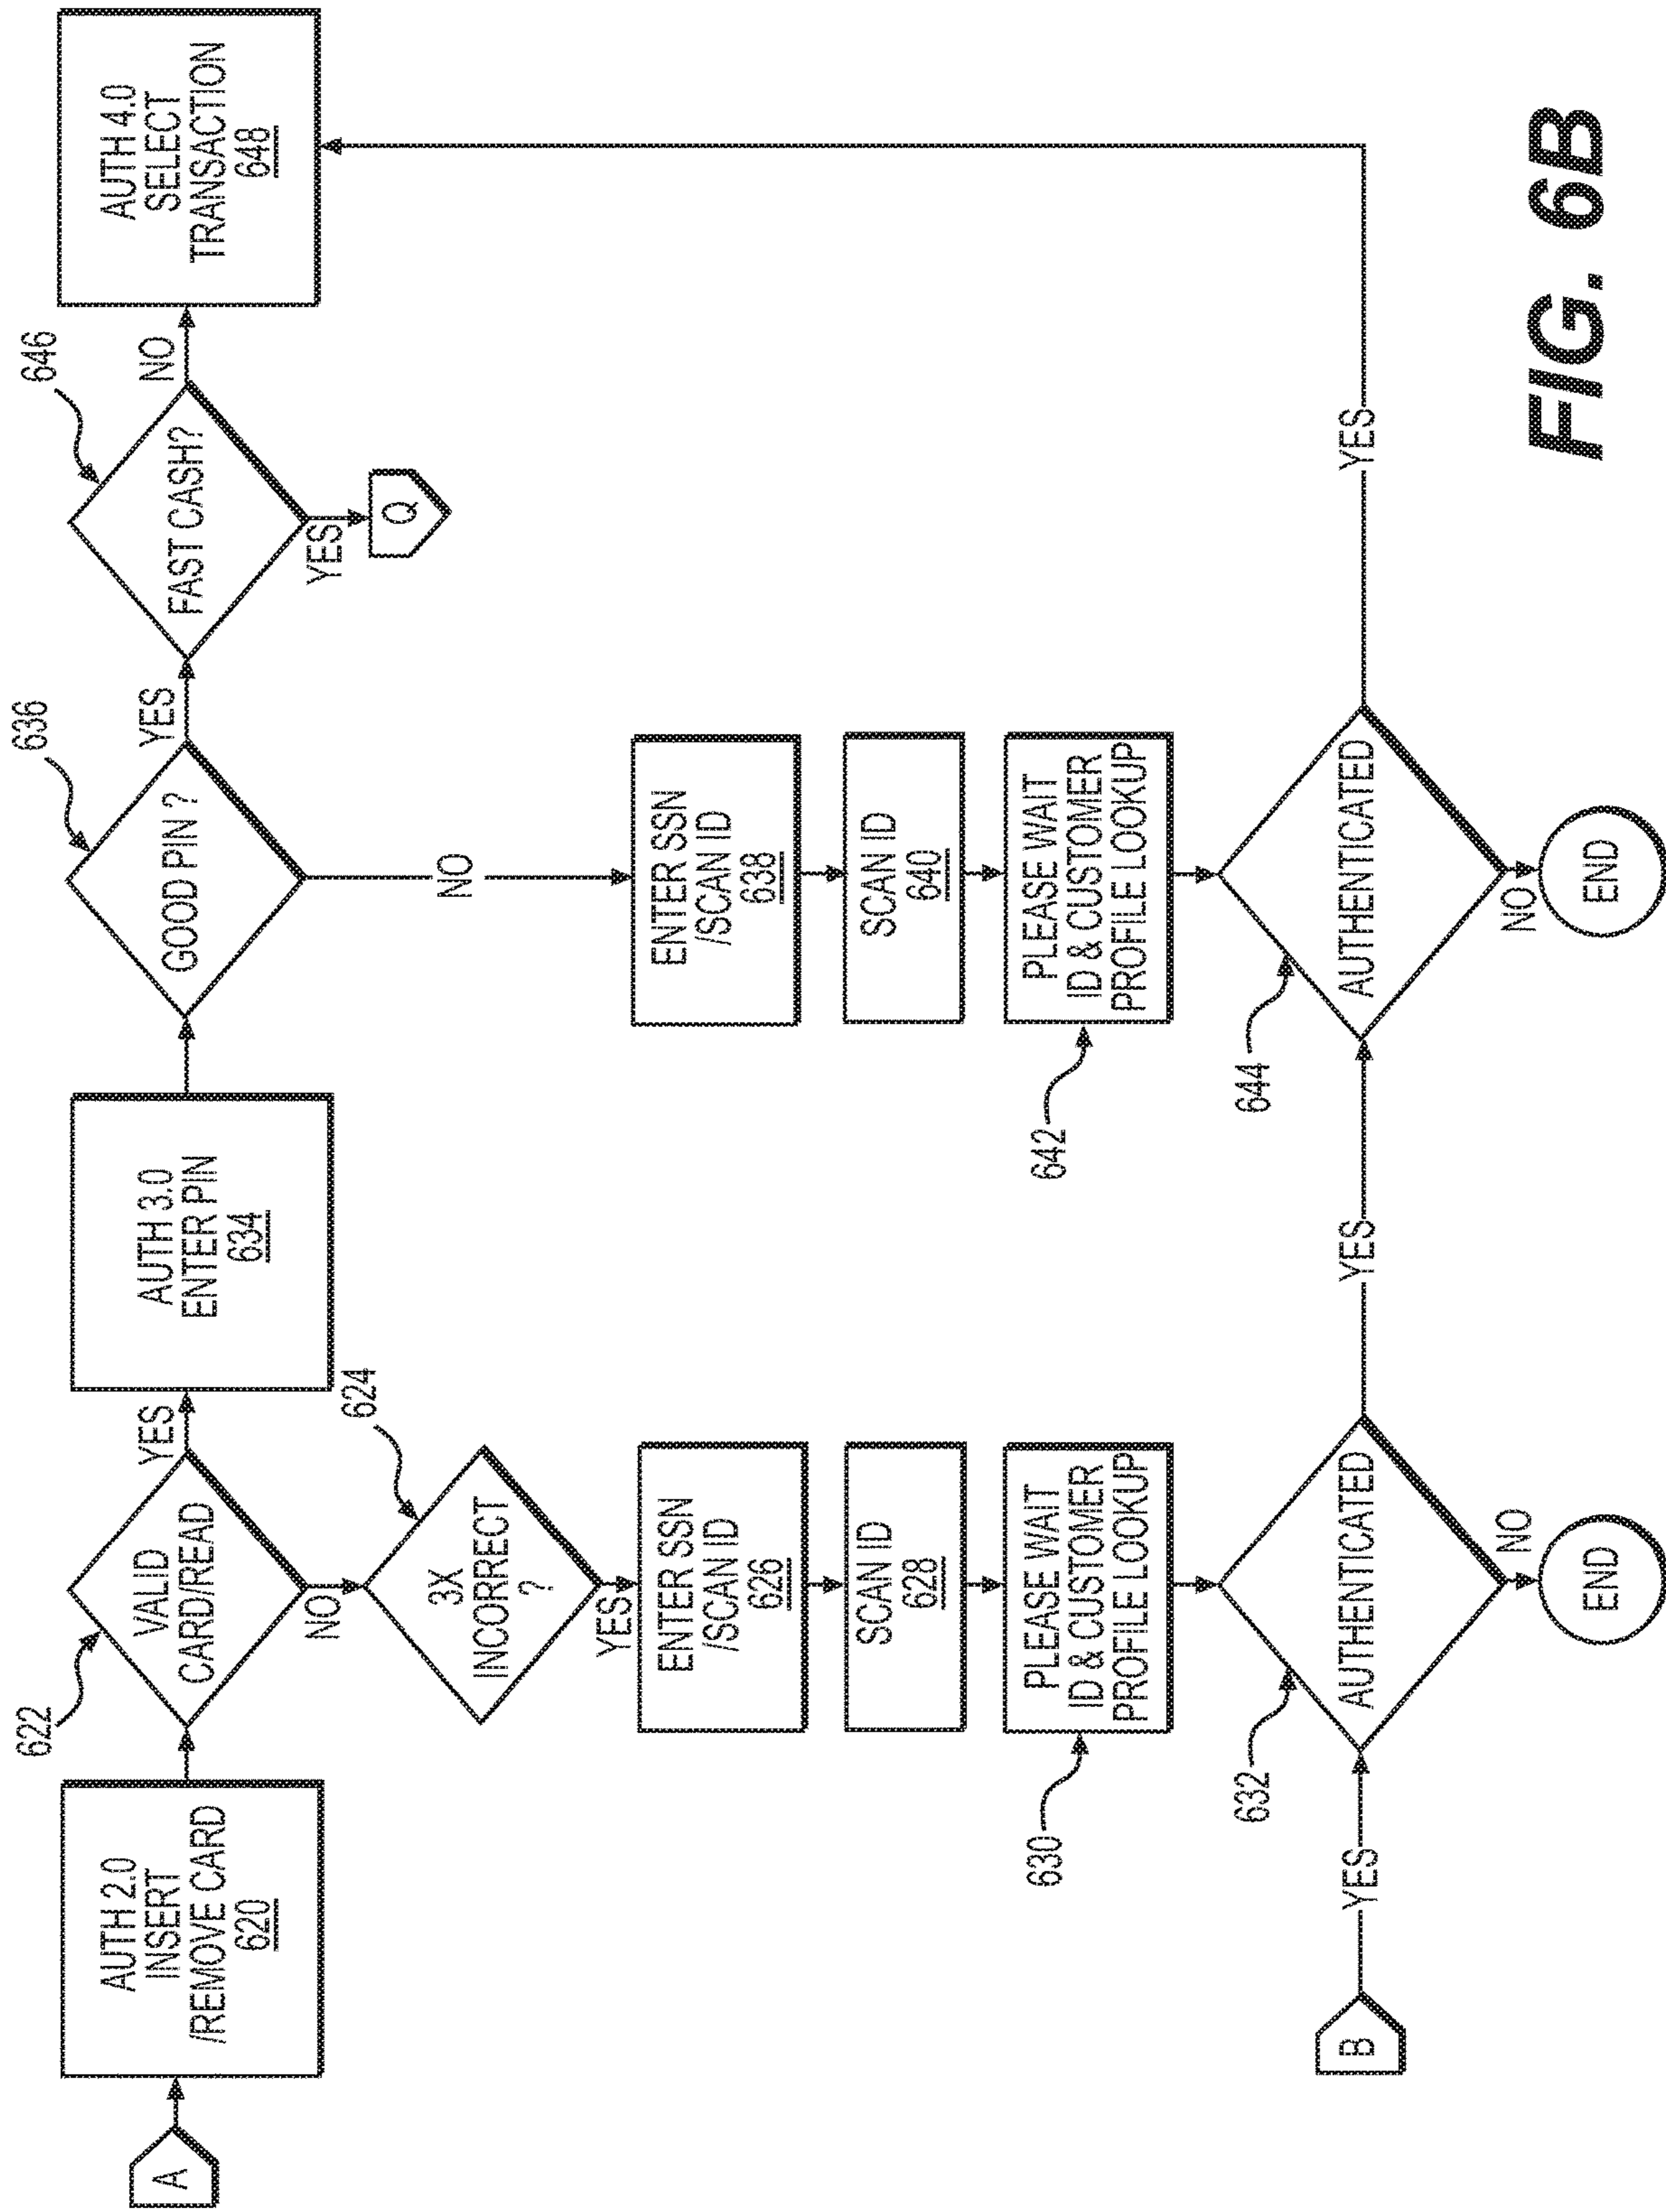 A
AUTH 2.0
INSERT
/REMOVE CARD
620
622
VALID
CARD/READ
YES
NO
AUTH 3.0
ENTER PIN
634
636
GOOD PIN ?
YES
NO
646
FAST CASH?
NO
YES
Q
AUTH 4.0
SELECT
TRANSACTION
648
624
3X
INCORRECT
?
YES
ENTER SSN
/SCAN ID
626
SCAN ID
628
630
PLEASE WAIT
ID & CUSTOMER
PROFILE LOOKUP
ENTER SSN
/SCAN ID
638
SCAN ID
640
642
PLEASE WAIT
ID & CUSTOMER
PROFILE LOOKUP
B
YES
632
AUTHENTICATED
NO
END
YES
644
AUTHENTICATED
NO
END
YES
FIG. 6B